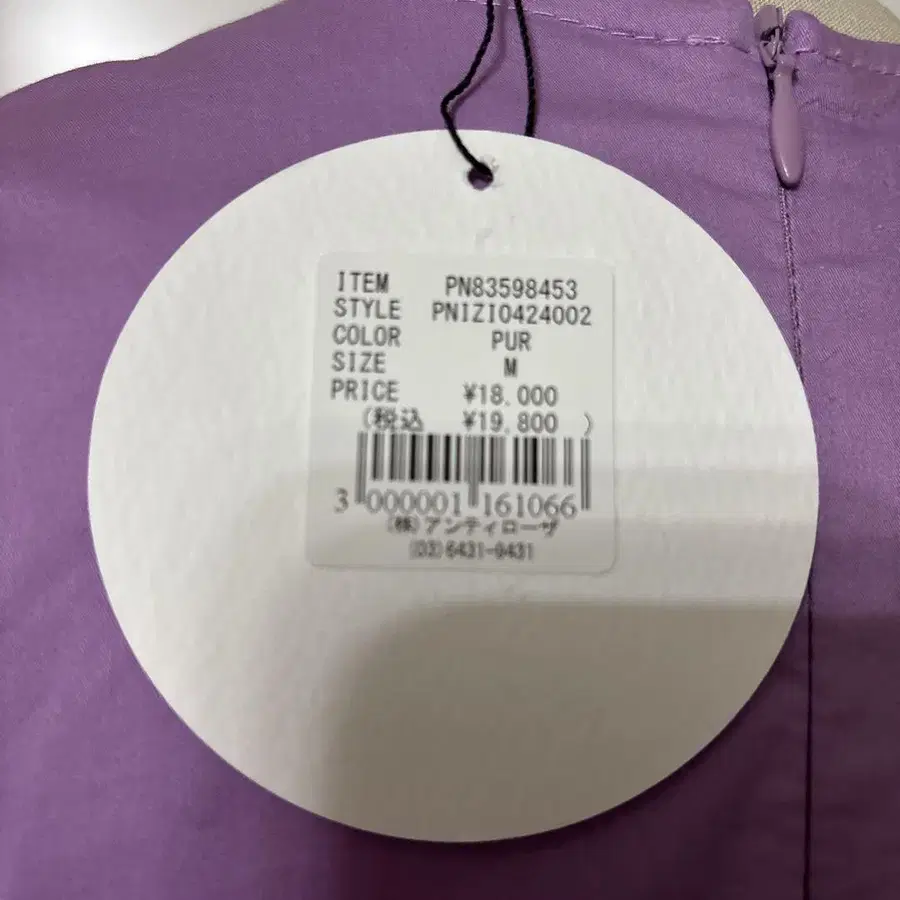 ITEM PN83598453
STYLE PNIZI0424002
COLOR PUR
SIZE M
PRICE ¥18.000
(税込 ¥19,800 )
3 000001 161066
(株)アンティローザ
(03)6431-9431